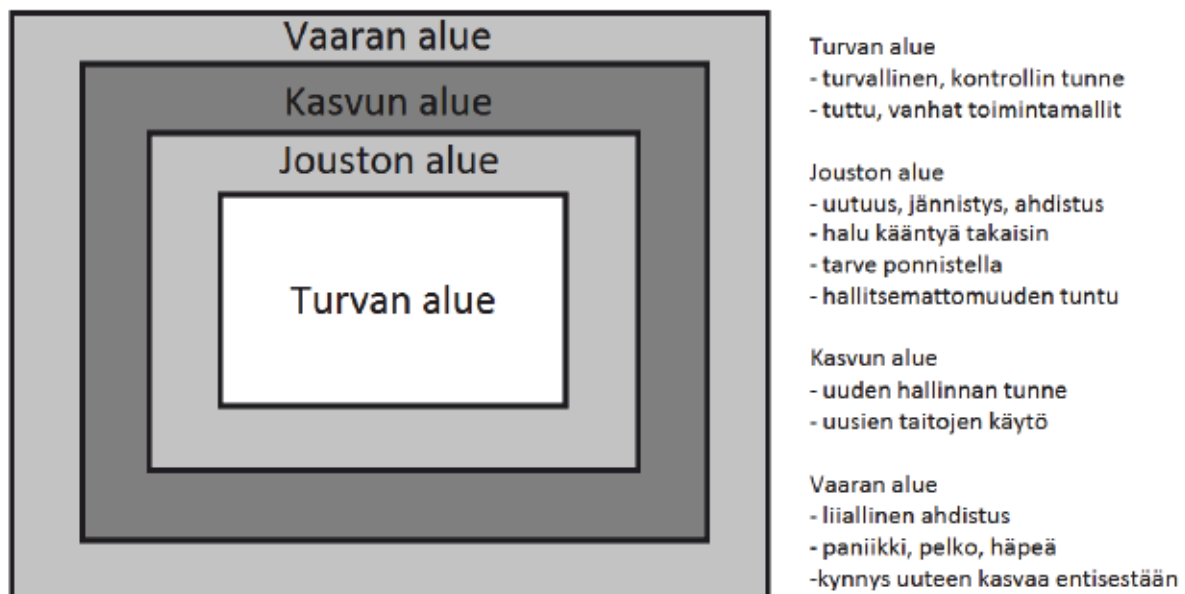 Vaaran alue
Kasvun alue
Jouston alue
Turvan alue
Turvan alue
- turvallinen, kontrollin tunne
- tuttu, vanhat toimintamallit
Jouston alue
- uutuus, jännistys, ahdistus
- halu kääntyä takaisin
- tarve ponnistella
- hallitsemattomuuden tuntu
Kasvun alue
- uuden hallinnan tunne
- uusien taitojen käytö
Vaaran alue
- liiallinen ahdistus
- paniikki, pelko, häpeä
-kynnys uuteen kasvaa entisestään